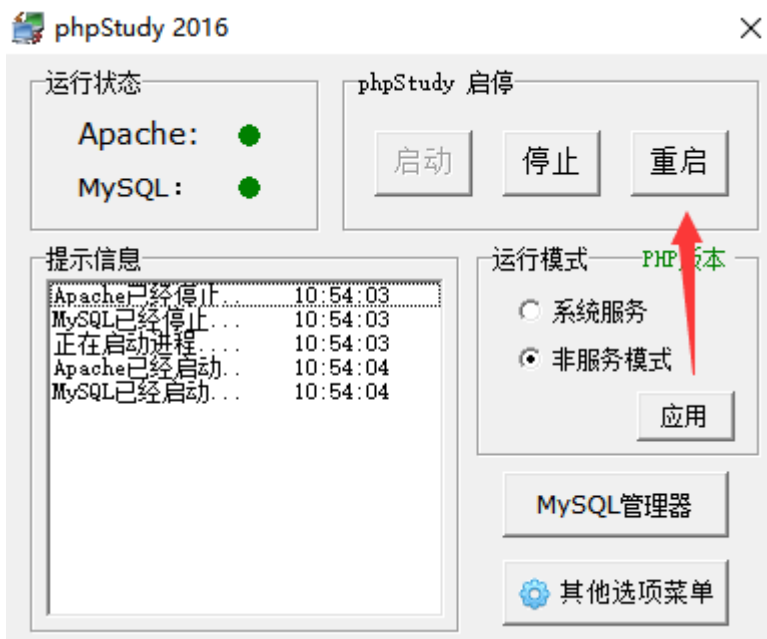 phpStudy 2016
运行状态
Apache:
MySQL:
phpStudy 启停
启动
停止
重启
提示信息
Apache已经停止.. 10:54:03
MySQL已经停止.... 10:54:03
正在启动进程.... 10:54:03
Apache已经启动.. 10:54:04
MySQL已经启动... 10:54:04
运行模式
PHP版本
系统服务
非服务模式
应用
MySQL管理器
其他选项菜单